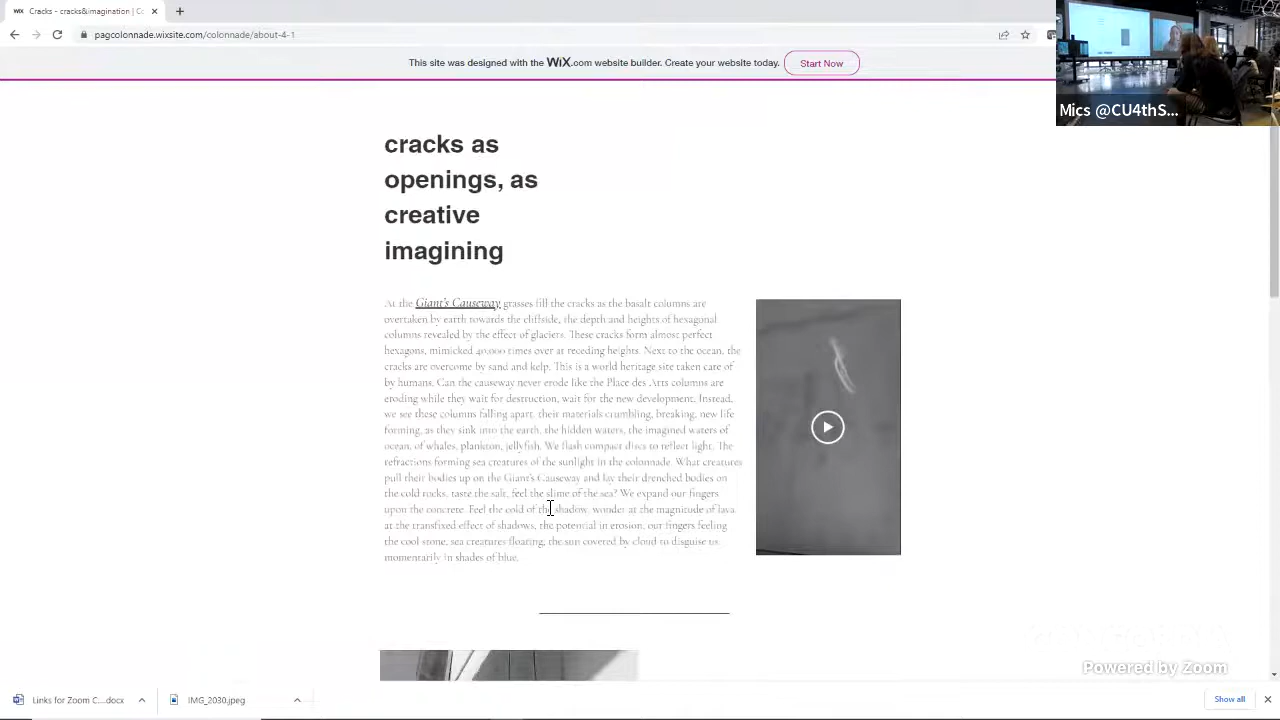 WiX Cracks - cracks&imagination | Co
pagcolonnade.wixsite.com/colonnade/about-4-1
This site was designed with the WiX.com website builder. Create your website today. Start Now
Mics @CU4thS...
cracks as
openings, as
creative
imagining
At the Giant's Causeway grasses fill the cracks as the basalt columns are
overtaken by earth towards the cliffside, the depth and heights of hexagonal
columns revealed by the effect of glaciers. These cracks form almost perfect
hexagons, mimicked 40,000 times over at receding heights. Next to the ocean, the
cracks are overcome by sand and kelp. This is a world heritage site taken care of
by humans. Can the causeway never erode like the Place des Arts columns are
eroding while they wait for destruction, wait for the new development. Instead,
we see these columns falling apart, their materials crumbling, breaking, new life
forming, as they sink into the earth, the hidden waters, the imagined waters of
ocean, of whales, plankton, jellyfish. We flash compact discs to reflect light. The
refractions forming sea creatures of the sunlight in the colonnade. What creatures
pull their bodies up on the Giant's Causeway and lay their drenched bodies on
the cold rocks, taste the salt, feel the slime of the sea? We expand our fingers
upon the concrete. Feel the cold of the shadow, wonder at the magnitude of lava
at the transfixed effect of shadows, the potential in erosion, our fingers feeling
the cool stone, sea creatures floating, the sun covered by cloud to disguise us
momentarily in shades of blue.
Powered by Zoom
Links for Zoom C....docx
IMG_2030.jpeg
Show all